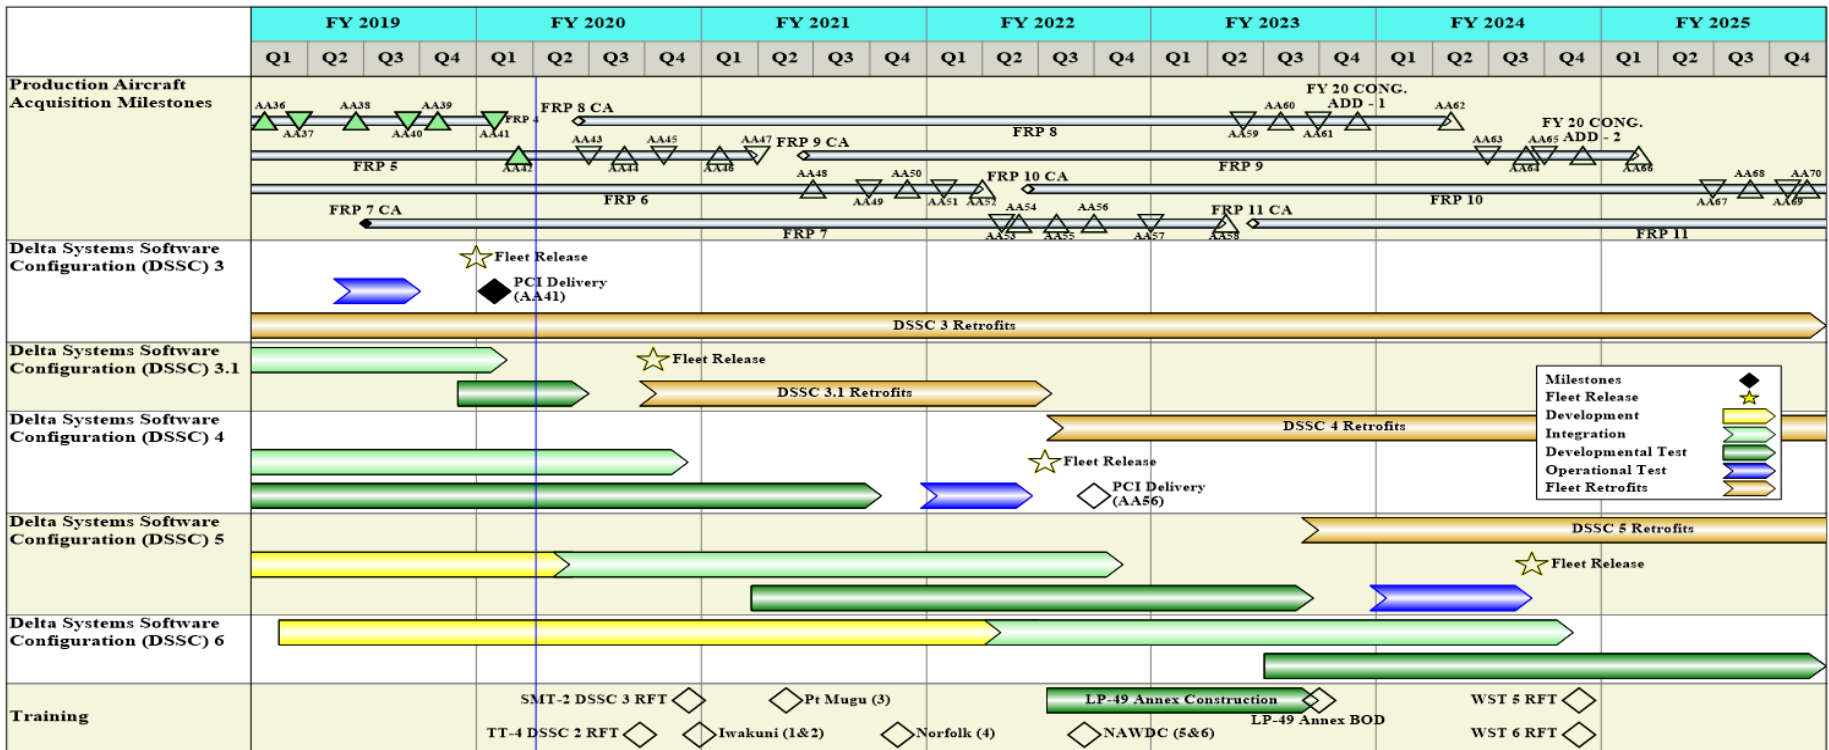 FY 2019 FY 2020 FY 2021 FY 2022 FY 2023 FY 2024 FY 2025
Q1 Q2 Q3 Q4 Q1 Q2 Q3 Q4 Q1 Q2 Q3 Q4 Q1 Q2 Q3 Q4 Q1 Q2 Q3 Q4 Q1 Q2 Q3 Q4 Q1 Q2 Q3 Q4
Production Aircraft
Acquisition Milestones
FY 20 CONG.
ADD - 1
AA36 AA38 AA39 FRP 8 CA AA60 AA62
FRP 4
AA37 AA40 AA41 FRP 8 AA59 AA61
FY 20 CONG.
ADD - 2
AA43 AA45 AA47 FRP 9 CA AA63 AA65
FRP 5 AA42 AA44 AA46 FRP 9 AA64 AA66
AA48 AA50 FRP 10 CA AA68 AA70
FRP 6 AA49 AA51 AA52 FRP 10 AA67 AA69
FRP 7 CA AA54 AA56 FRP 11 CA
FRP 7 AA53 AA55 AA57 AA58 FRP 11
Delta Systems Software
Configuration (DSSC) 3
Fleet Release
PCI Delivery
(AA41)
DSSC 3 Retrofits
Delta Systems Software
Configuration (DSSC) 3.1
Fleet Release
DSSC 3.1 Retrofits
Milestones
Fleet Release
Development
Integration
Developmental Test
Operational Test
Fleet Retrofits
Delta Systems Software
Configuration (DSSC) 4
DSSC 4 Retrofits
Fleet Release
PCI Delivery
(AA56)
Delta Systems Software
Configuration (DSSC) 5
DSSC 5 Retrofits
Fleet Release
Delta Systems Software
Configuration (DSSC) 6
Training
SMT-2 DSSC 3 RFT Pt Mugu (3) LP-49 Annex Construction WST 5 RFT
LP-49 Annex BOD
TT-4 DSSC 2 RFT Iwakuni (1&2) Norfolk (4) NAWDC (5&6) WST 6 RFT